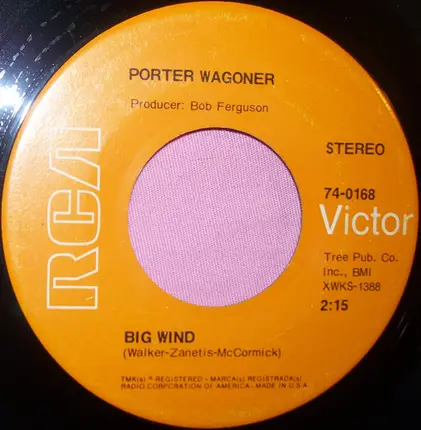 PORTER WAGONER
Producer: Bob Ferguson
STEREO
74-0168
RCA
Victor
Tree Pub. Co.
Inc., BMI
XWKS-1388
2:15
BIG WIND
(Walker-Zanetis-McCormick)
TMK(s) ® REGISTERED - MARCA(s) REGISTRADA(s)
RADIO CORPORATION OF AMERICA - MADE IN U.S.A.